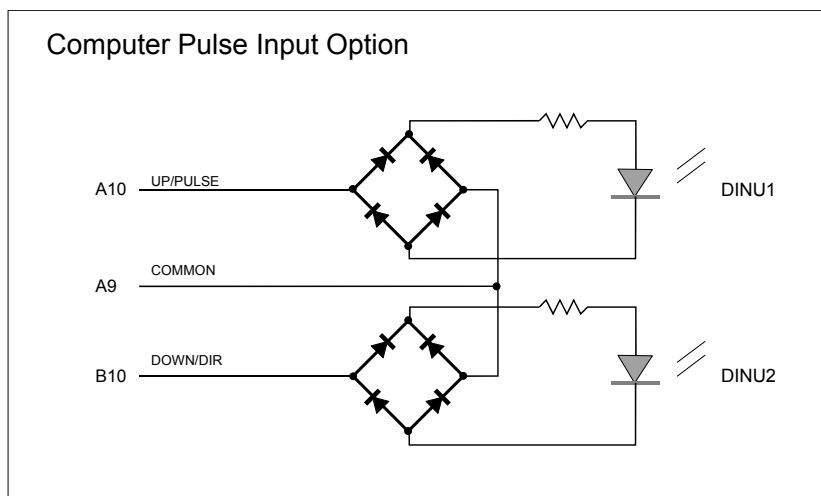 Computer Pulse Input Option
A10 UP/PULSE
DINU1
A9 COMMON
B10 DOWN/DIR
DINU2